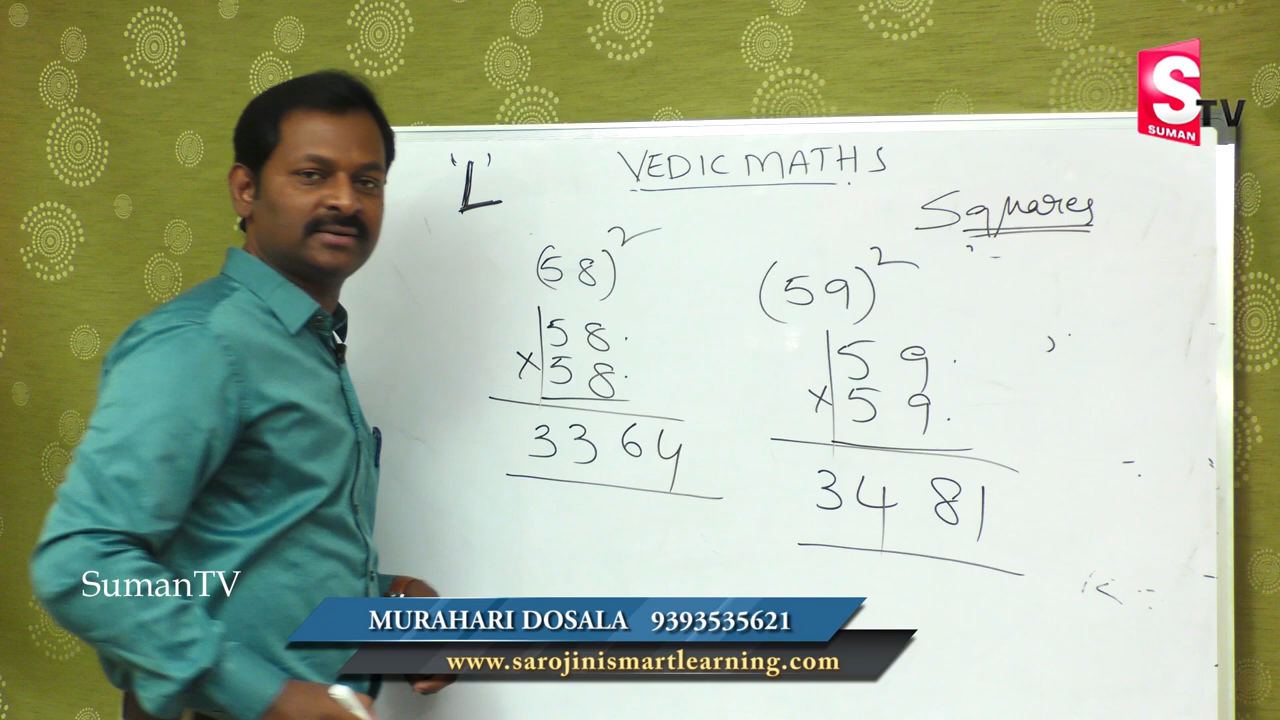 S TV
SUMAN
'L'
VEDIC MATHS
Squares
(58)²
58.
× 58.
3364
(59)²
59.
× 59.
3481
SumanTV
MURAHARI DOSALA 9393535621
www.sarojinismartlearning.com